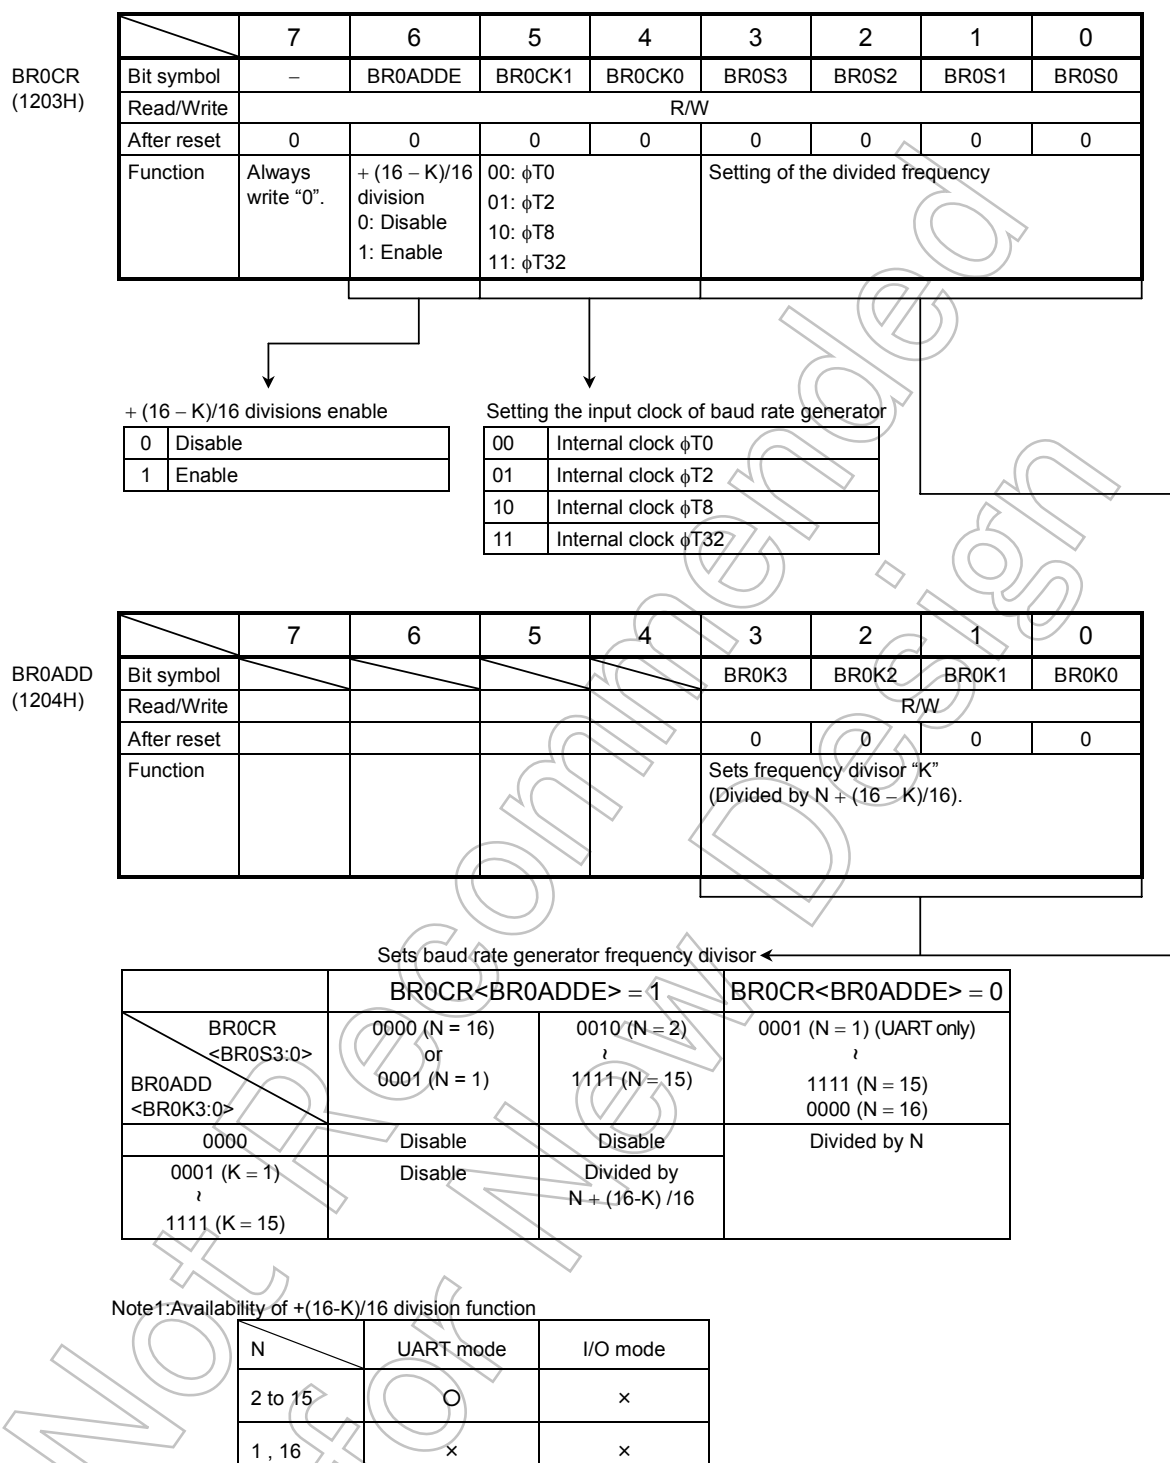 7 6 5 4 3 2 1 0
BR0CR
(1203H)
Bit symbol – BR0ADDE BR0CK1 BR0CK0 BR0S3 BR0S2 BR0S1 BR0S0
Read/Write R/W
After reset 0 0 0 0 0 0 0 0
Function Always write “0”. + (16 – K)/16 division 0: Disable 1: Enable 00: ϕT0 01: ϕT2 10: ϕT8 11: ϕT32 Setting of the divided frequency
+ (16 – K)/16 divisions enable
0 Disable
1 Enable
Setting the input clock of baud rate generator
00 Internal clock ϕT0
01 Internal clock ϕT2
10 Internal clock ϕT8
11 Internal clock ϕT32
7 6 5 4 3 2 1 0
BR0ADD
(1204H)
Bit symbol BR0K3 BR0K2 BR0K1 BR0K0
Read/Write R/W
After reset 0 0 0 0
Function Sets frequency divisor “K”
(Divided by N + (16 – K)/16).
Sets baud rate generator frequency divisor
BR0CR<BR0ADDE> = 1 BR0CR<BR0ADDE> = 0
BR0CR
<BR0S3:0>
BR0ADD
<BR0K3:0>
0000 (N = 16)
or
0001 (N = 1)
0010 (N = 2)
~
1111 (N = 15)
0001 (N = 1) (UART only)
~
1111 (N = 15)
0000 (N = 16)
0000 Disable Disable Divided by N
0001 (K = 1)
~
1111 (K = 15)
Disable
Divided by
N + (16-K) /16
Note1:Availability of +(16-K)/16 division function
N UART mode I/O mode
2 to 15 ○ ×
1 , 16 × ×
Not Recommended
for New Design